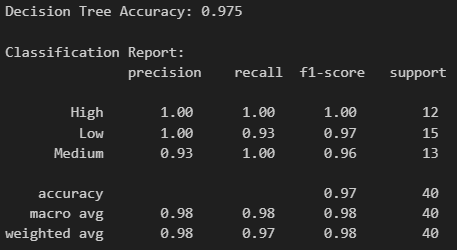 Decision Tree Accuracy: 0.975
Classification Report:
precision recall f1-score support
High 1.00 1.00 1.00 12
Low 1.00 0.93 0.97 15
Medium 0.93 1.00 0.96 13
accuracy 0.97 40
macro avg 0.98 0.98 0.98 40
weighted avg 0.98 0.97 0.98 40